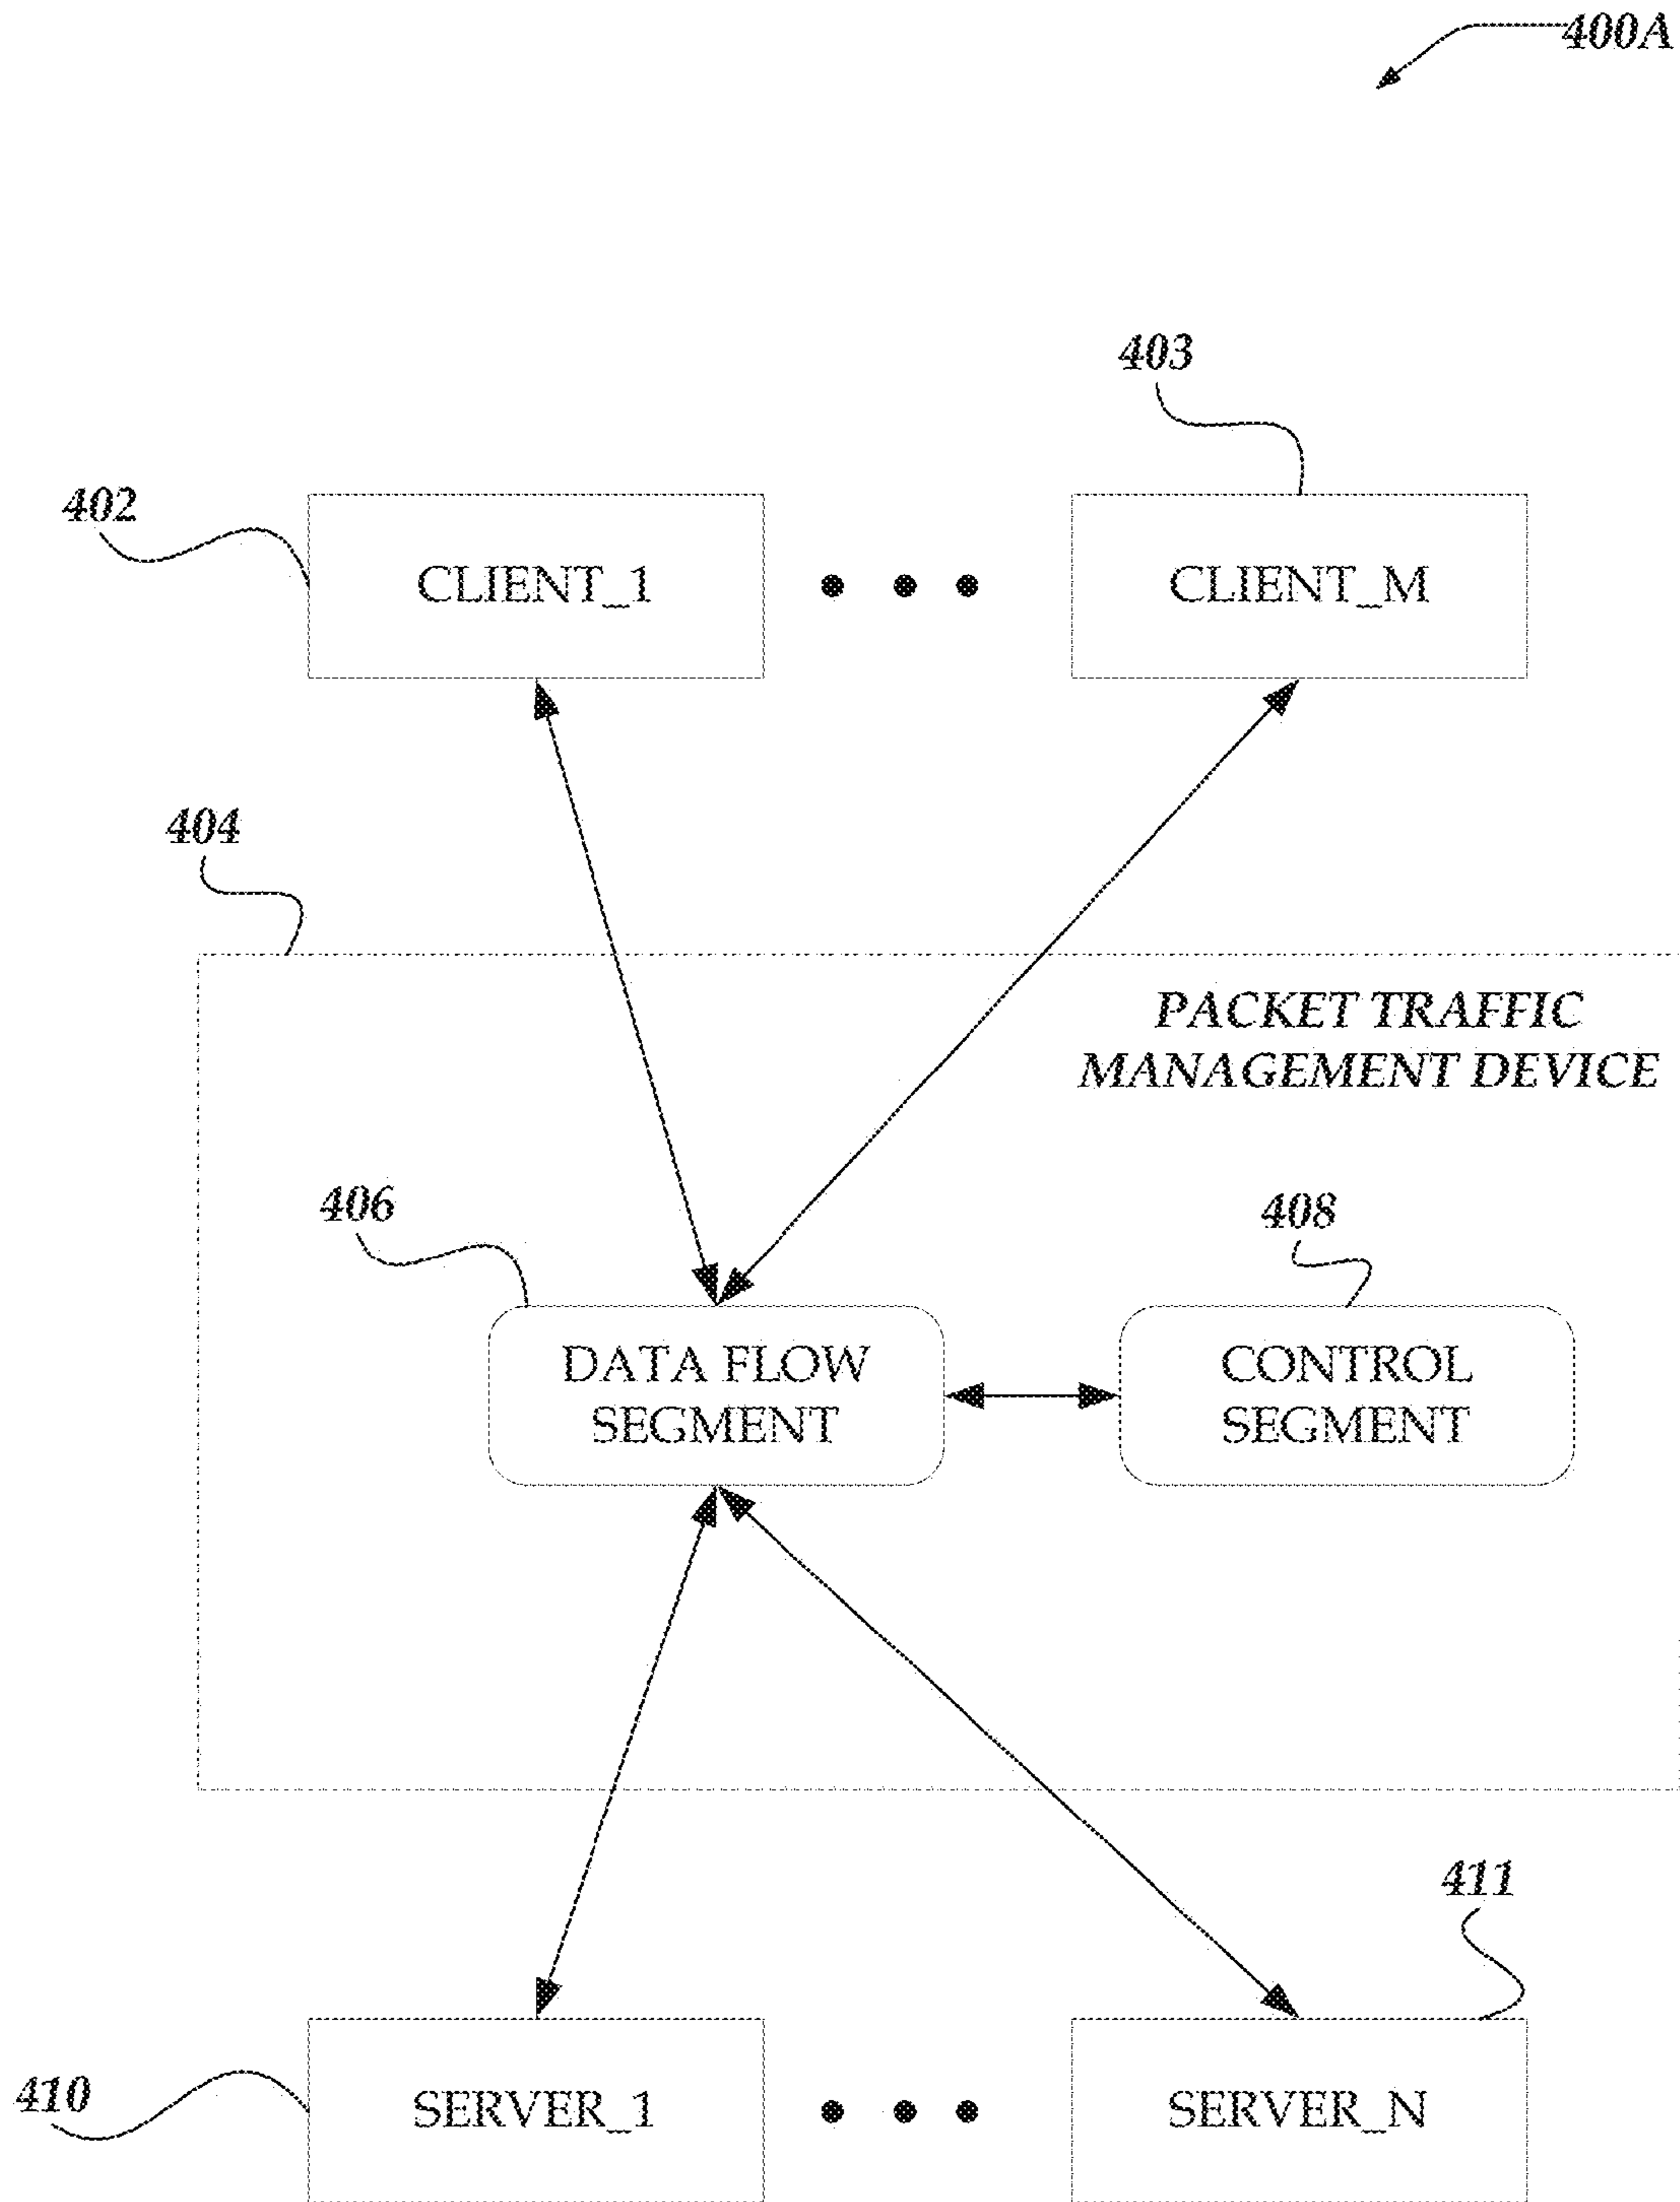 400A
403
402
CLIENT_1
CLIENT_M
404
PACKET TRAFFIC
MANAGEMENT DEVICE
406
408
DATA FLOW
SEGMENT
CONTROL
SEGMENT
411
410
SERVER_1
SERVER_N